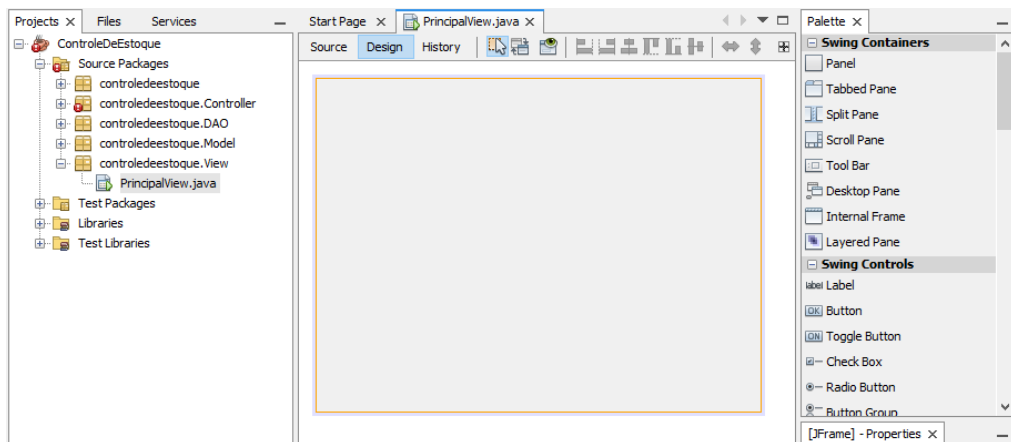 Projects Files Services
ControleDeEstoque
Source Packages
controledeestoque
controledeestoque.Controller
controledeestoque.DAO
controledeestoque.Model
controledeestoque.View
PrincipalView.java
Test Packages
Libraries
Test Libraries
Start Page PrincipalView.java
Source Design History
Palette
Swing Containers
Panel
Tabbed Pane
Split Pane
Scroll Pane
Tool Bar
Desktop Pane
Internal Frame
Layered Pane
Swing Controls
label Label
OK Button
ON Toggle Button
Check Box
Radio Button
Button Group
[JFrame] - Properties